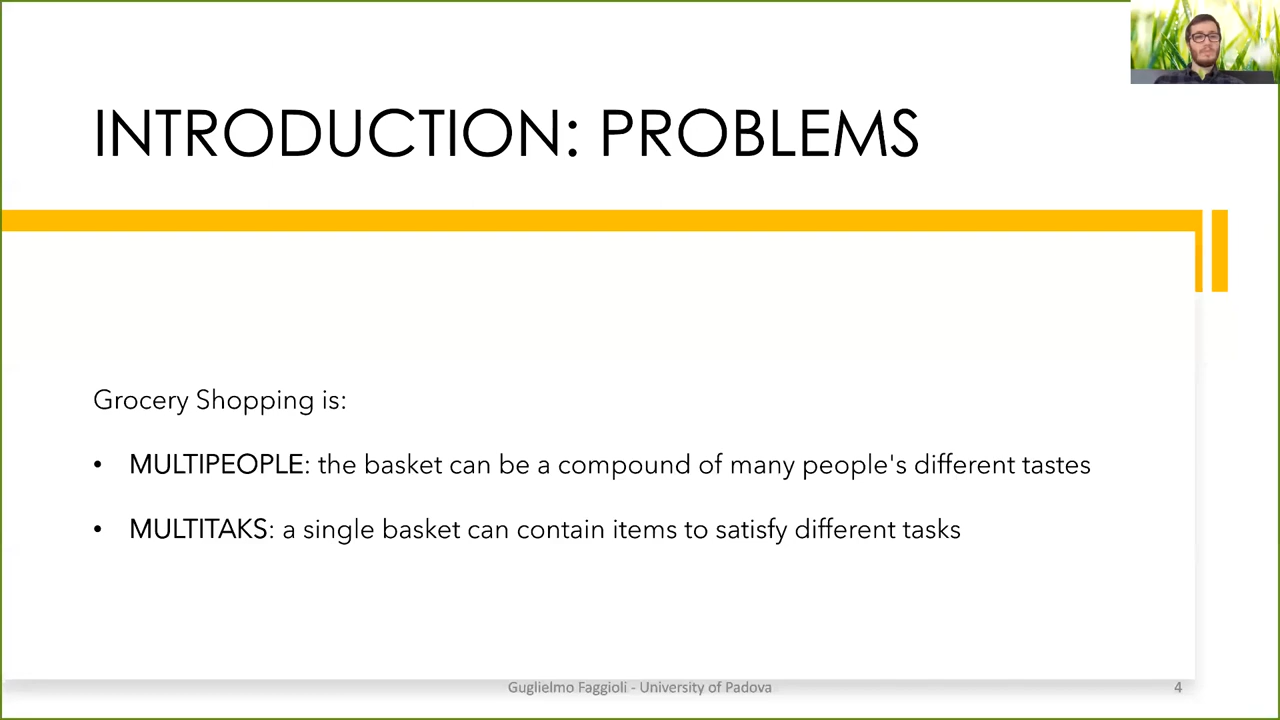 INTRODUCTION: PROBLEMS
Grocery Shopping is:
• MULTIPEOPLE: the basket can be a compound of many people's different tastes
• MULTITAKS: a single basket can contain items to satisfy different tasks
Guglielmo Faggioli - University of Padova
4